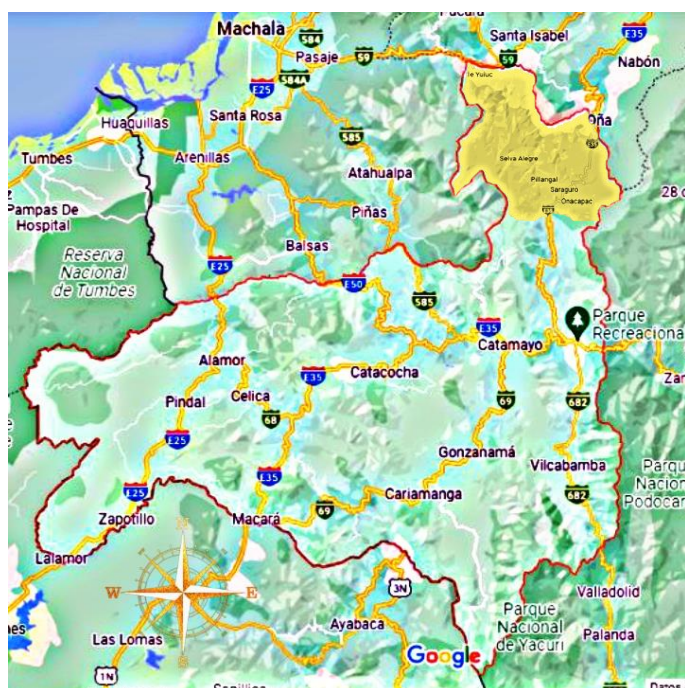 Machala
584
Pasaje
59
584A
Santa Isabel
59
E35
Nabón
E25
Huaquillas
Santa Rosa
585
Tumbes
Arenillas
Atahualpa
Selva Alegre
Pillangal
Saraguro
Onacapac
28 d
Pampas De
Hospital
Piñas
Balsas
Reserva
Nacional
de Tumbes
E25
E50
585
Parque
Recreaciona
E35
Catamayo
Alamor
E35
Catacocha
Celica
Pindal
68
69
682
E25
Gonzanamá
Vilcabamba
E35
Cariamanga
E25
69
682
Zapotillo
Macará
Lalamor
N
W
E
S
3N
Valladolid
Parque
Nacional
de Yacuri
Ayabaca
Las Lomas
Palanda
Google
1N